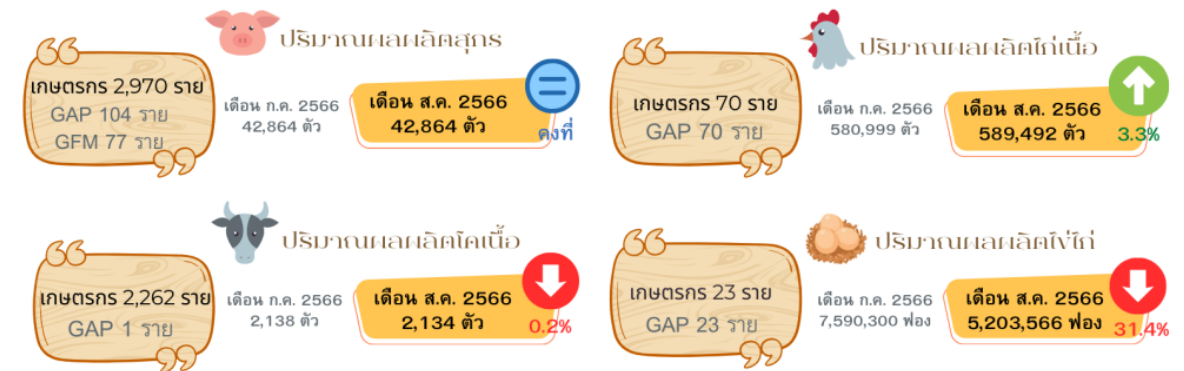 ปริมาณผลผลิตสุกร
เกษตรกร 2,970 ราย
GAP 104 ราย
GFM 77 ราย
เดือน ก.ค. 2566
42,864 ตัว
เดือน ส.ค. 2566
42,864 ตัว
คงที่
ปริมาณผลผลิตไก่เนื้อ
เกษตรกร 70 ราย
GAP 70 ราย
เดือน ก.ค. 2566
580,999 ตัว
เดือน ส.ค. 2566
589,492 ตัว
3.3%
ปริมาณผลผลิตโคเนื้อ
เกษตรกร 2,262 ราย
GAP 1 ราย
เดือน ก.ค. 2566
2,138 ตัว
เดือน ส.ค. 2566
2,134 ตัว
0.2%
ปริมาณผลผลิตไข่ไก่
เกษตรกร 23 ราย
GAP 23 ราย
เดือน ก.ค. 2566
7,590,300 ฟอง
เดือน ส.ค. 2566
5,203,566 ฟอง
31.4%